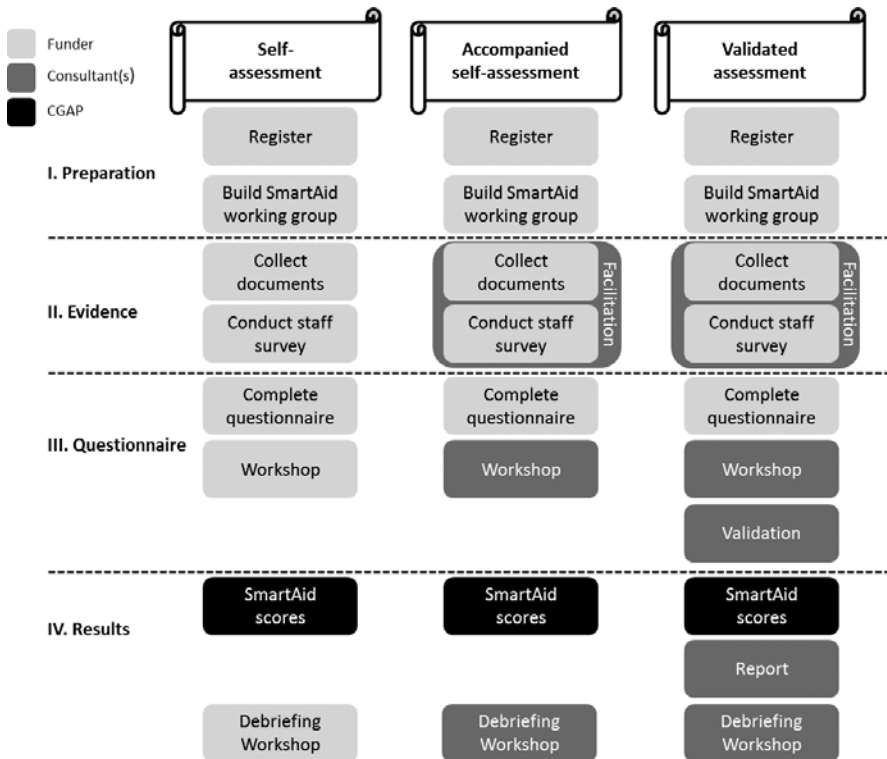 Funder
Consultant(s)
CGAP
Self-
assessment
Accompanied
self-assessment
Validated
assessment
I. Preparation
Register
Register
Register
Build SmartAid
working group
Build SmartAid
working group
Build SmartAid
working group
II. Evidence
Collect
documents
Conduct staff
survey
Collect
documents
Conduct staff
survey
Facilitation
Collect
documents
Conduct staff
survey
Facilitation
III. Questionnaire
Complete
questionnaire
Complete
questionnaire
Complete
questionnaire
Workshop
Workshop
Workshop
Validation
IV. Results
SmartAid
scores
SmartAid
scores
SmartAid
scores
Report
Debriefing
Workshop
Debriefing
Workshop
Debriefing
Workshop